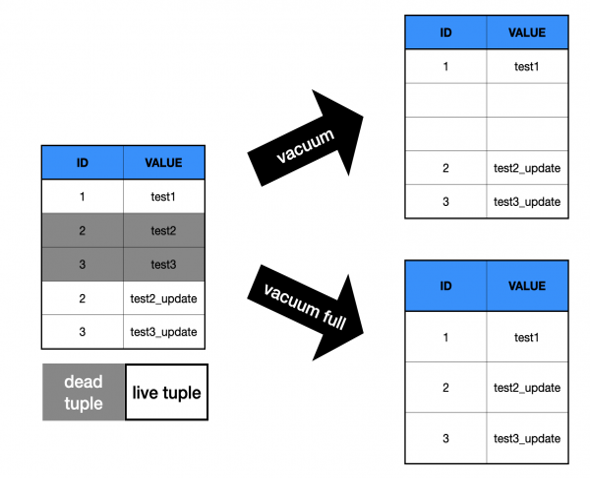 ID VALUE
1 test1
2 test2
3 test3
2 test2_update
3 test3_update
dead tuple
live tuple
vacuum
ID VALUE
1 test1
2 test2_update
3 test3_update
vacuum full
ID VALUE
1 test1
2 test2_update
3 test3_update